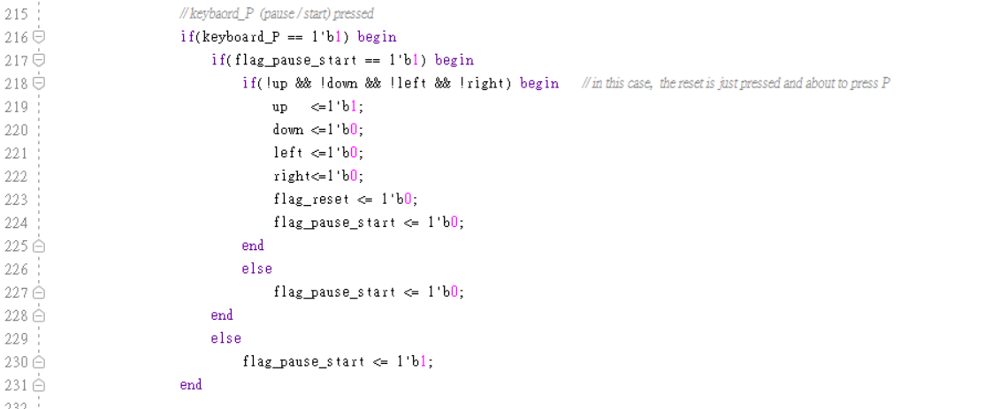 215 //keybaord_P (pause / start) pressed
216 if(keyboard_P == 1'b1) begin
217 if(flag_pause_start == 1'b1) begin
218 if(!up && !down && !left && !right) begin //in this case, the reset is just pressed and about to press P
219 up <=1'b1;
220 down <=1'b0;
221 left <=1'b0;
222 right<=1'b0;
223 flag_reset <= 1'b0;
224 flag_pause_start <= 1'b0;
225 end
226 else
227 flag_pause_start <= 1'b0;
228 end
229 else
230 flag_pause_start <= 1'b1;
231 end
232